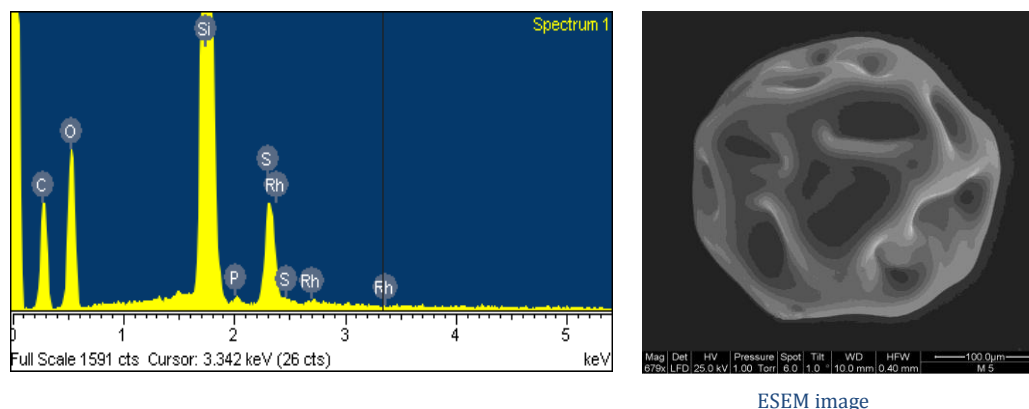 Spectrum 1
Si
O
C
S
Rh
P
S
Rh
Rh
0 1 2 3 4 5
Full Scale 1591 cts Cursor: 3.342 keV (26 cts) keV
Mag Det HV Pressure Spot Tilt WD HFW 100.0µm
679x LFD 25.0 kV 1.00 Torr 6.0 1.0 ° 10.0 mm 0.40 mm M 5
ESEM image